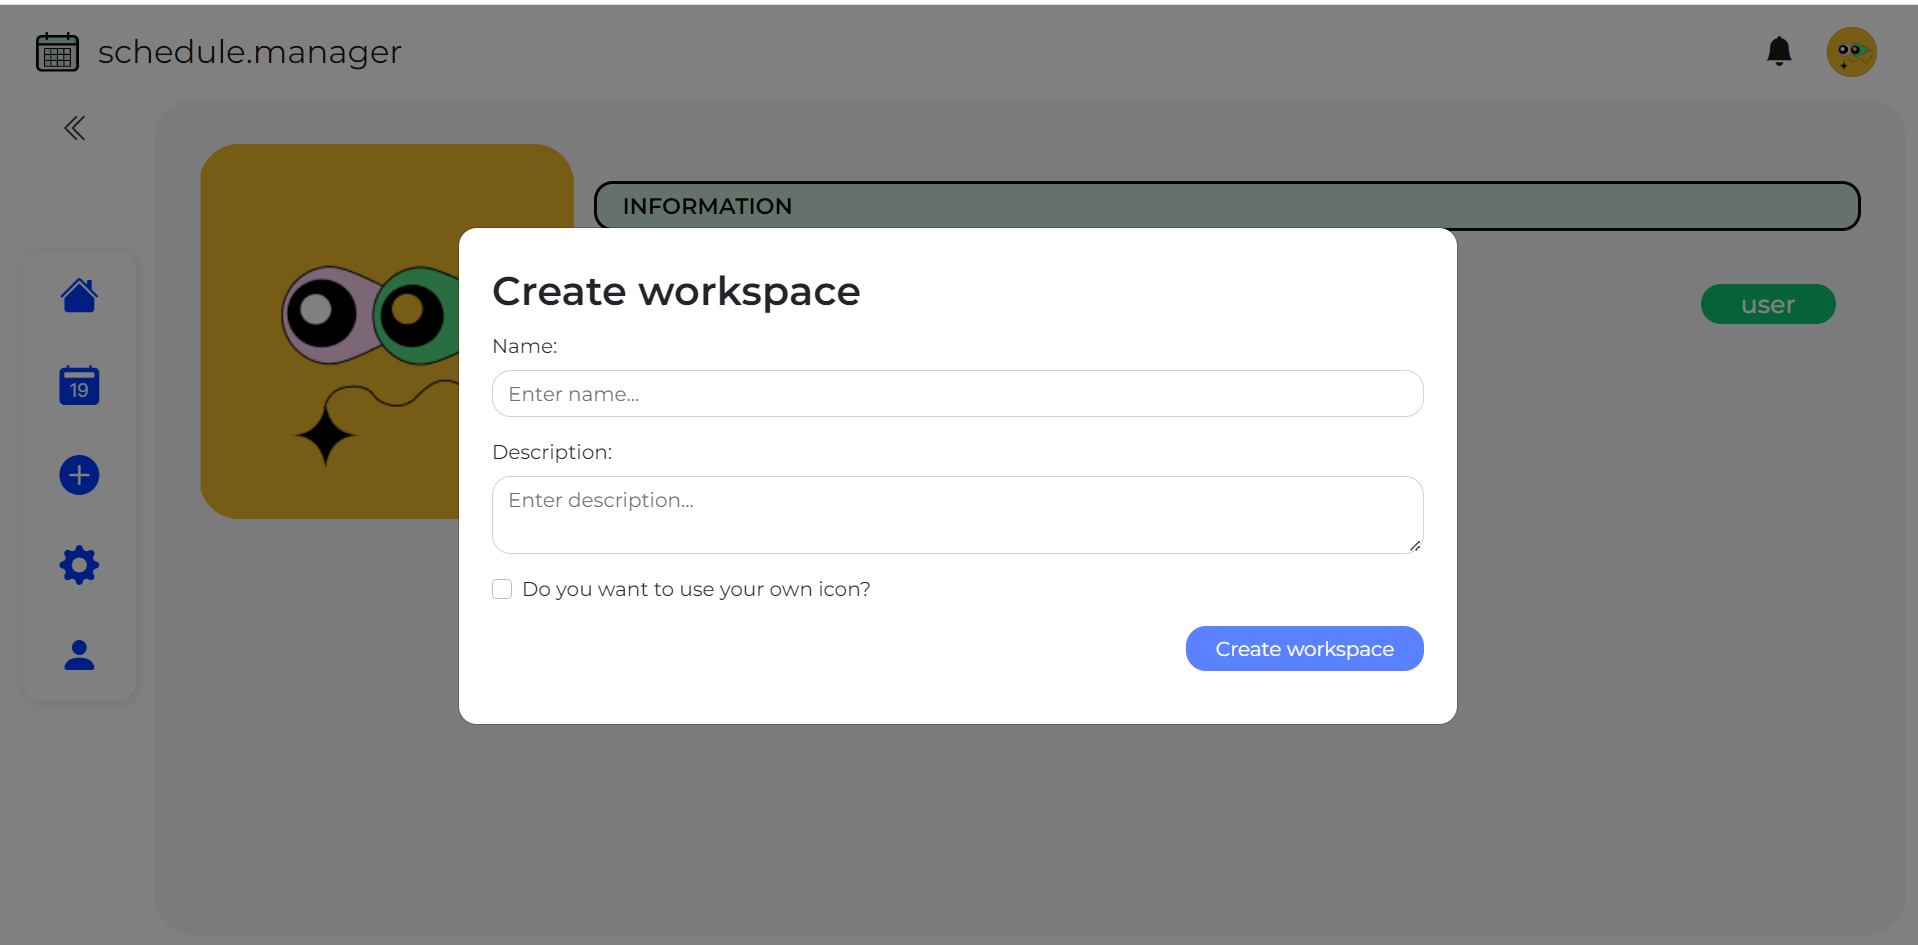 schedule.manager
INFORMATION
user
19
Create workspace
Name:
Enter name...
Description:
Enter description...
Do you want to use your own icon?
Create workspace